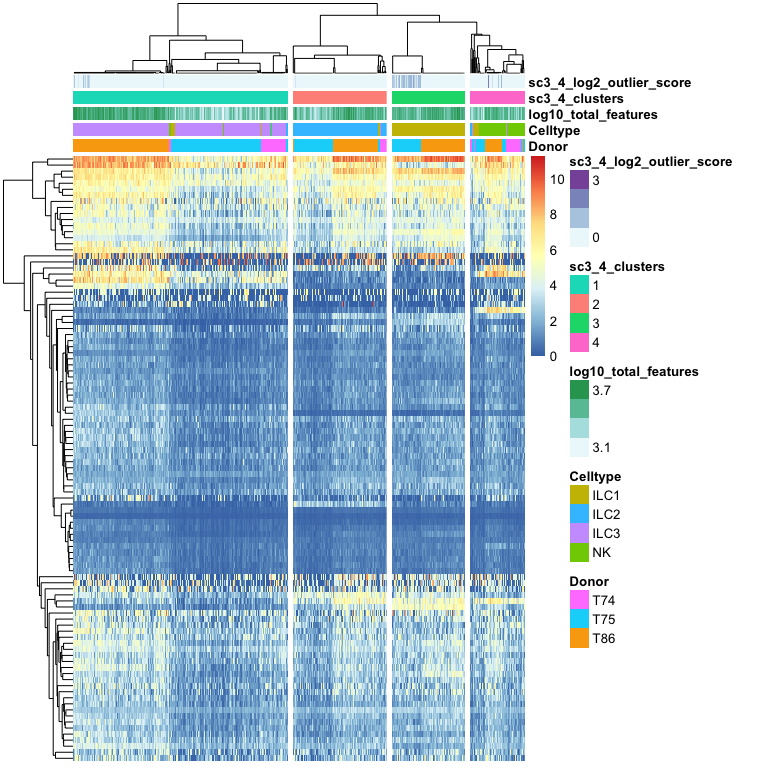 sc3_4_log2_outlier_score
sc3_4_clusters
log10_total_features
Celltype
Donor
10
8
6
4
2
0
sc3_4_log2_outlier_score
3
0
sc3_4_clusters
1
2
3
4
log10_total_features
3.7
3.1
Celltype
ILC1
ILC2
ILC3
NK
Donor
T74
T75
T86